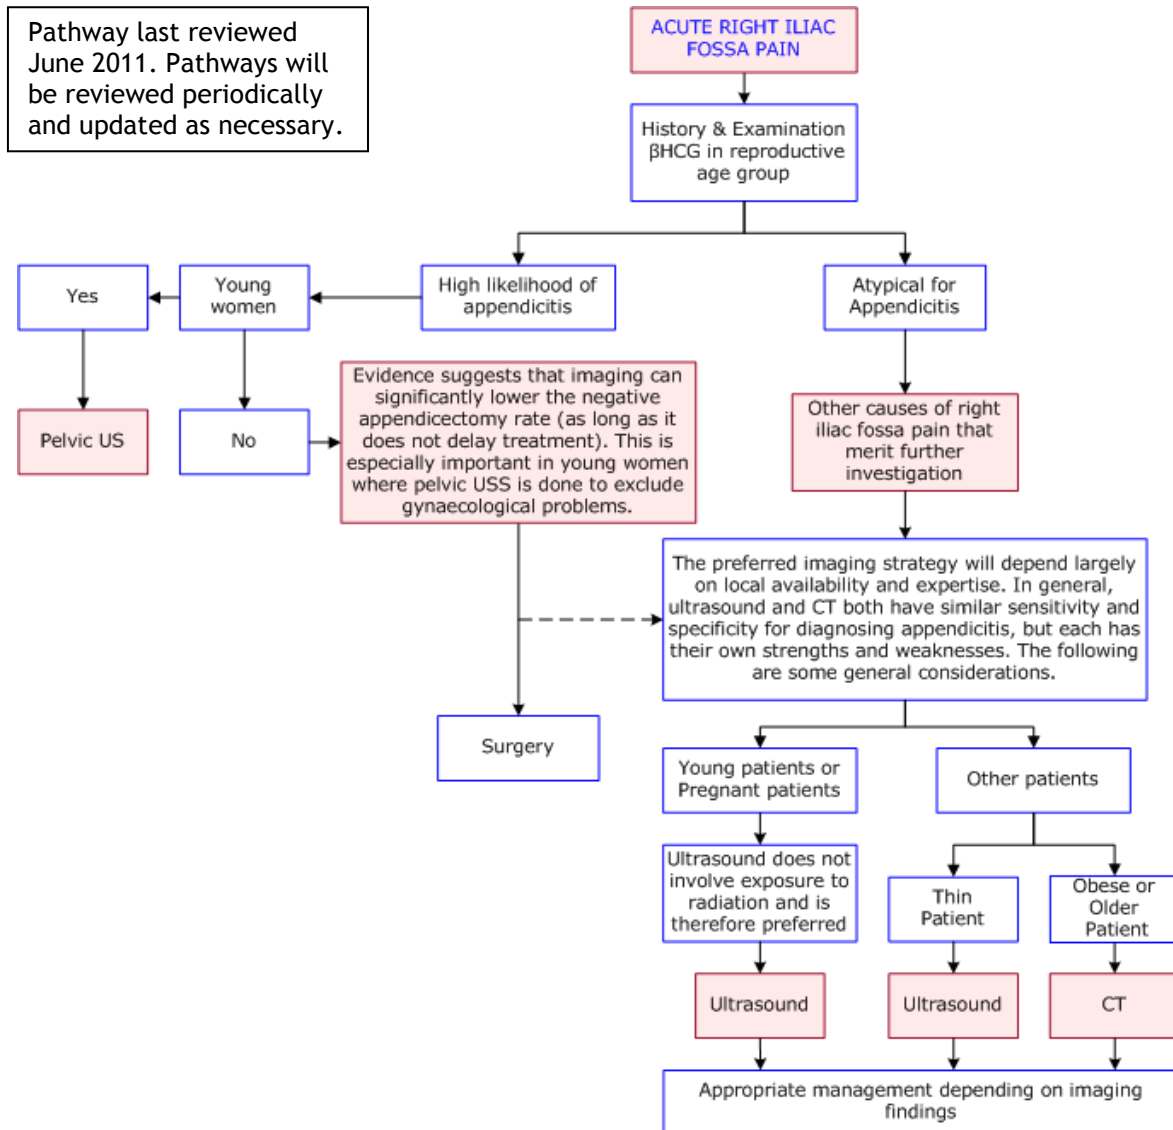 Pathway last reviewed
June 2011. Pathways will
be reviewed periodically
and updated as necessary.
ACUTE RIGHT ILIAC
FOSSA PAIN
History & Examination
βHCG in reproductive
age group
Yes
Young
women
High likelihood of
appendicitis
Atypical for
Appendicitis
Pelvic US
No
Evidence suggests that imaging can
significantly lower the negative
appendicectomy rate (as long as it
does not delay treatment). This is
especially important in young women
where pelvic USS is done to exclude
gynaecological problems.
Other causes of right
iliac fossa pain that
merit further
investigation
The preferred imaging strategy will depend largely
on local availability and expertise. In general,
ultrasound and CT both have similar sensitivity and
specificity for diagnosing appendicitis, but each has
their own strengths and weaknesses. The following
are some general considerations.
Surgery
Young patients or
Pregnant patients
Other patients
Ultrasound does not
involve exposure to
radiation and is
therefore preferred
Thin
Patient
Obese or
Older
Patient
Ultrasound
Ultrasound
CT
Appropriate management depending on imaging
findings